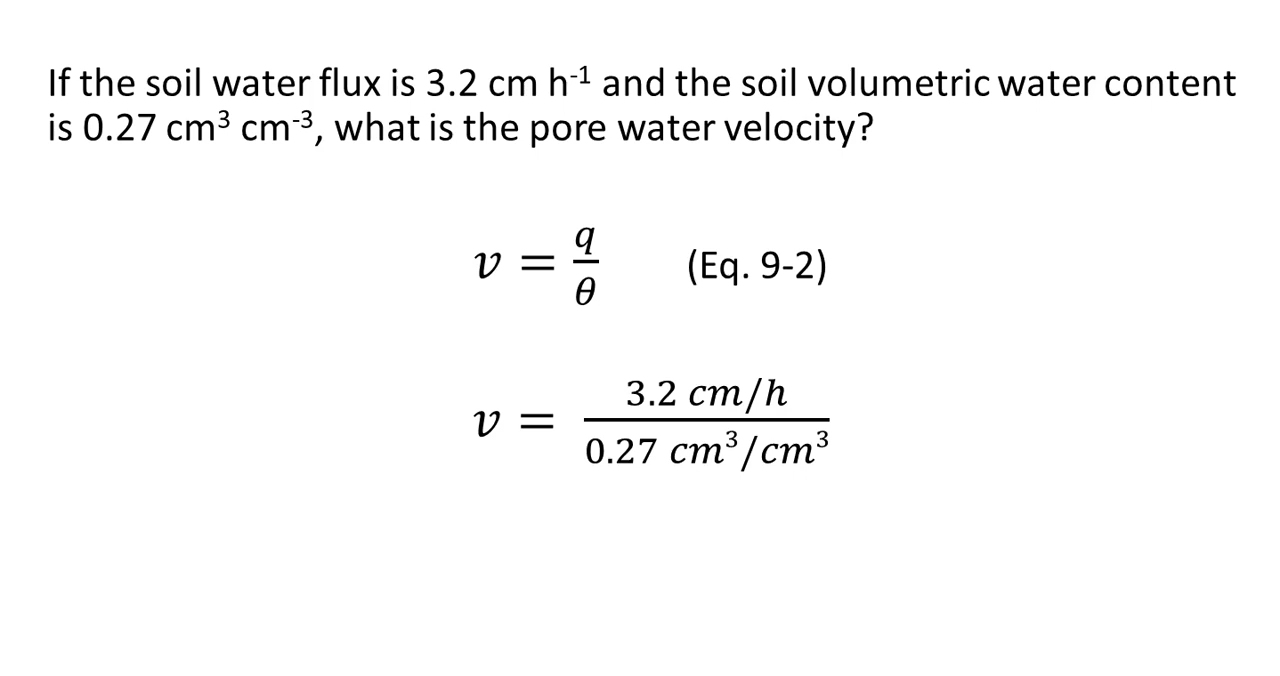 If the soil water flux is 3.2 cm h⁻¹ and the soil volumetric water content
is 0.27 cm³ cm⁻³, what is the pore water velocity?
v = q/θ (Eq. 9-2)
v = 3.2 cm/h / 0.27 cm³/cm³